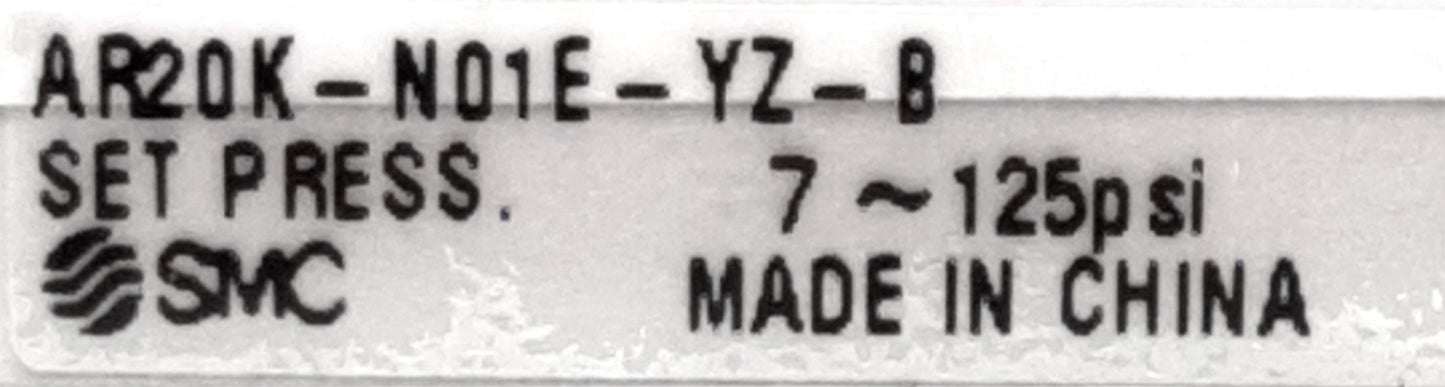 AR20K-N01E-YZ-B
SET PRESS. 7~125psi
SMC MADE IN CHINA